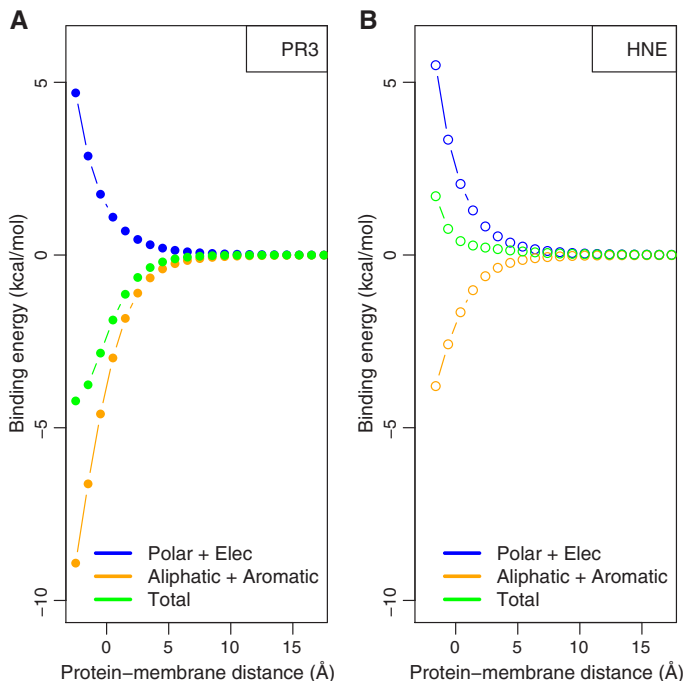 A
B
PR3
HNE
Binding energy (kcal/mol)
5
0
−5
−10
Polar + Elec
Aliphatic + Aromatic
Total
0 5 10 15
Protein−membrane distance (Å)
Binding energy (kcal/mol)
5
0
−5
−10
Polar + Elec
Aliphatic + Aromatic
Total
0 5 10 15
Protein−membrane distance (Å)